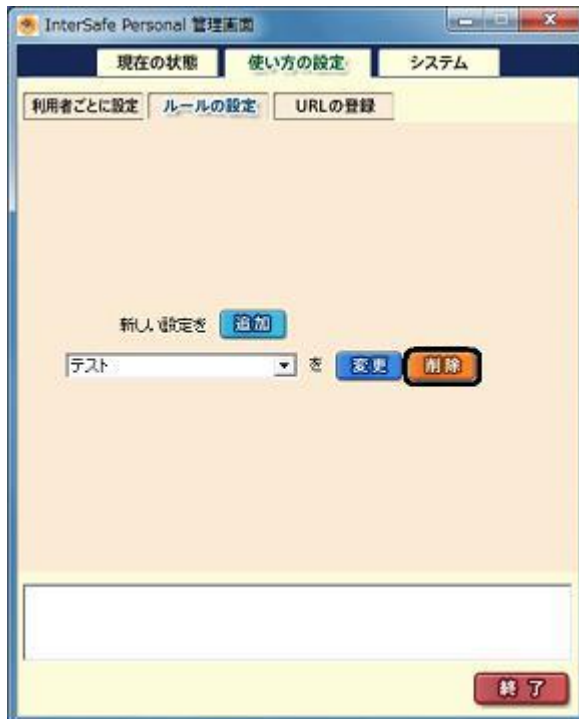 InterSafe Personal 管理画面
現在の状態 使い方の設定 システム
利用者ごとに設定 ルールの設定 URLの登録
新しい設定を 追加
テスト を 変更 削除
終了